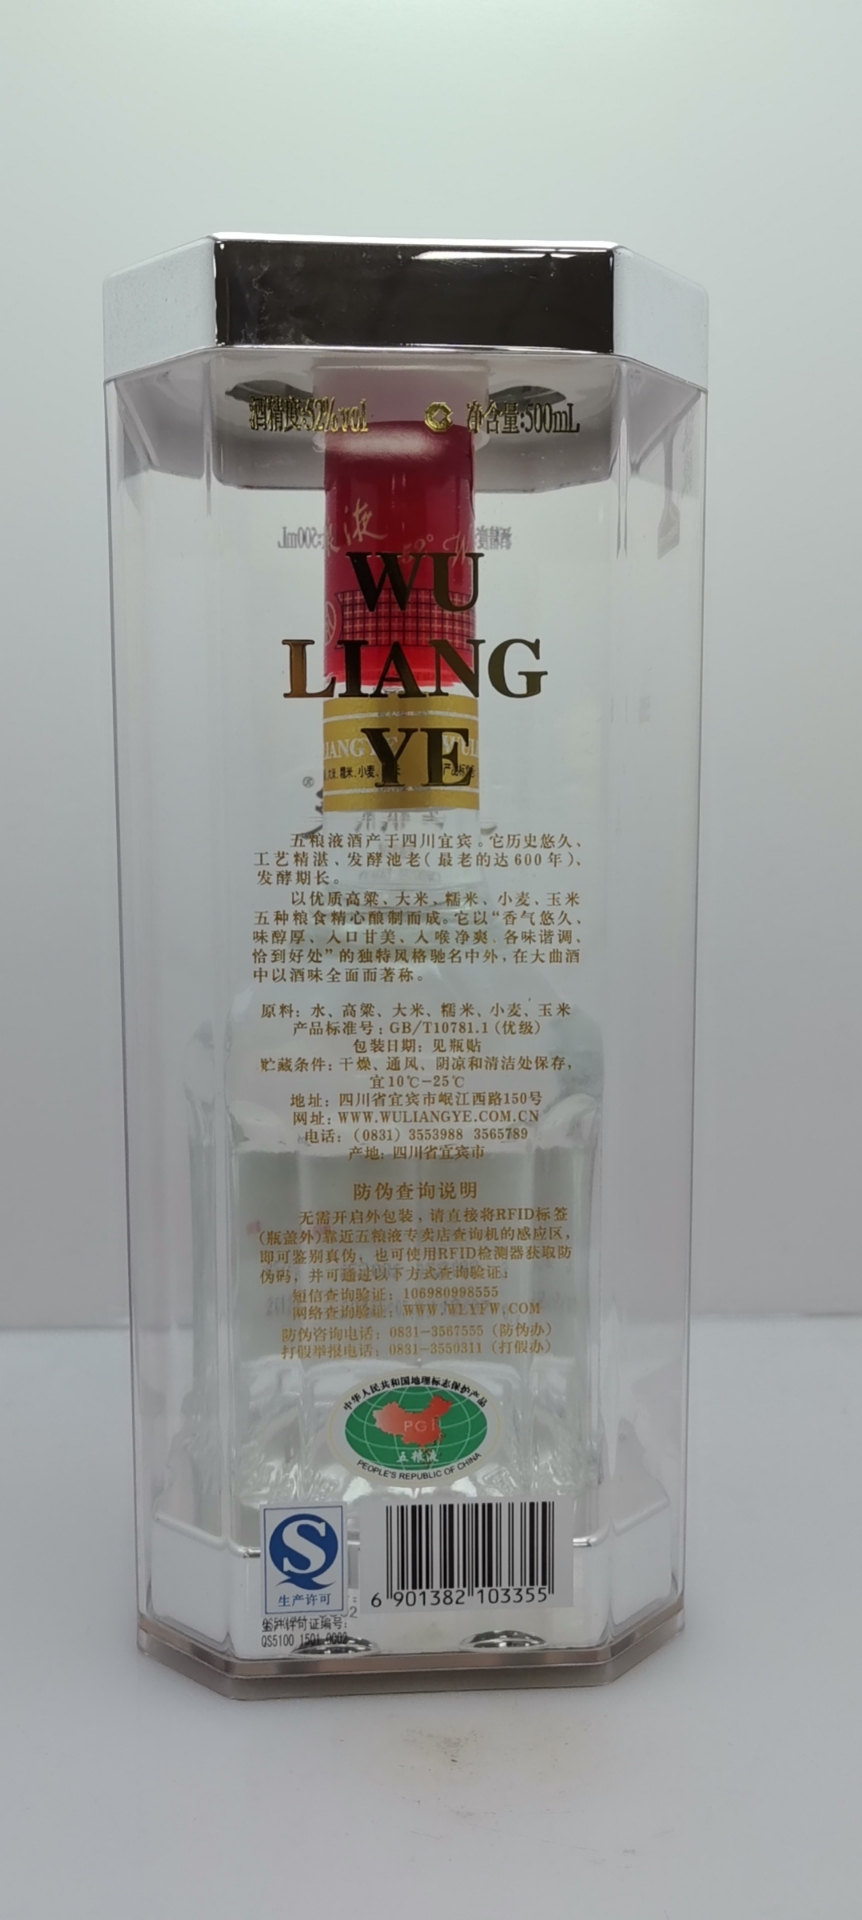 酒精度:52%vol 净含量:500mL
WU
LIANG
YE
五粮液酒产于四川宜宾。它历史悠久、
工艺精湛、发酵池老(最老的达600年)、
发酵期长。
以优质高粱、大米、糯米、小麦、玉米
五种粮食精心酿制而成。它以“香气悠久、
味醇厚、入口甘美、入喉净爽、各味谐调、
恰到好处”的独特风格驰名中外,在大曲酒
中以酒味全面而著称。
原料:水、高粱、大米、糯米、小麦、玉米
产品标准号:GB/T10781.1(优级)
包装日期:见瓶贴
贮藏条件:干燥、通风、阴凉和清洁处保存,
宜10℃-25℃
地址:四川省宜宾市岷江西路150号
网址:WWW.WULIANGYE.COM.CN
电话:(0831) 3553988 3565789
产地:四川省宜宾市
防伪查询说明
无需开启外包装,请直接将RFID标签
(瓶盖外)靠近五粮液专卖店查询机的感应区,
即可鉴别真伪,也可使用RFID检测器获取防
伪码,并可通过以下方式查询验证:
短信查询验证:106980998555
网络查询验证:WWW.WLYFW.COM
防伪咨询电话:0831-3567555(防伪办)
打假举报电话:0831-3550311(打假办)
中华人民共和国地理标志保护产品
PGI
五粮液
PEOPLE'S REPUBLIC OF CHINA
生产许可
6 901382 103355
生产许可证编号:
QS5100 1501 0002